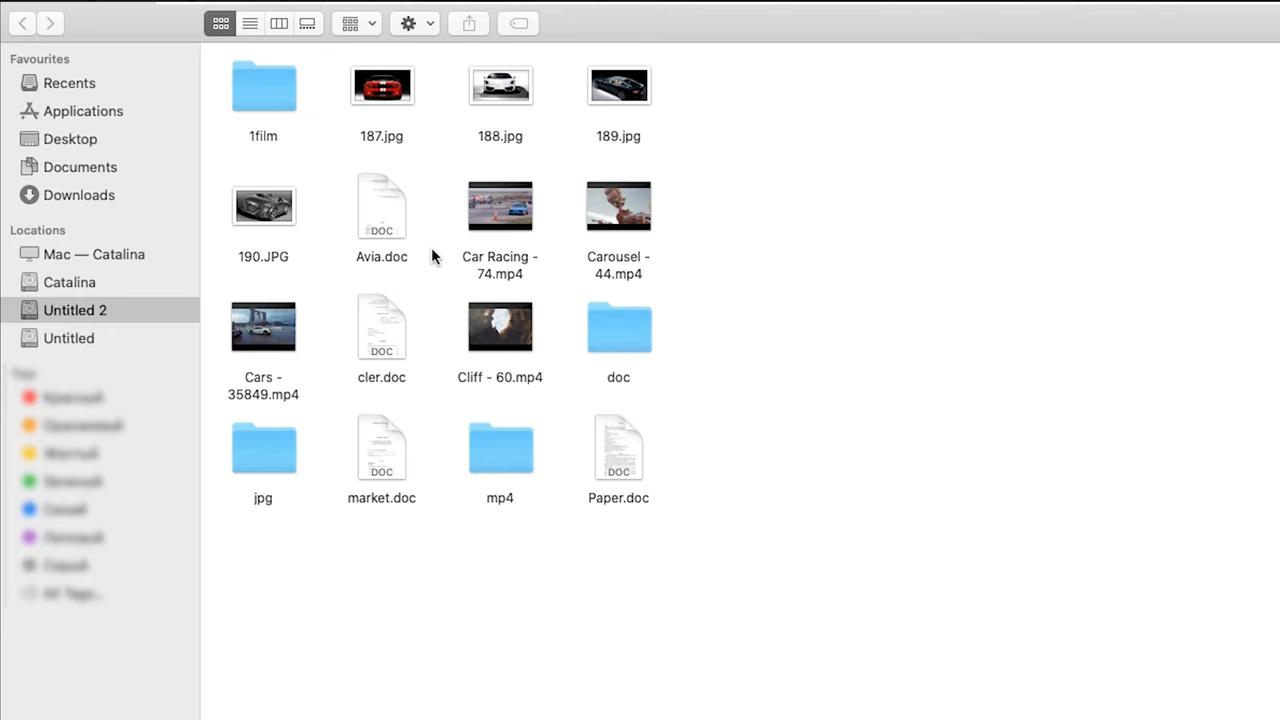 Favourites
Recents
Applications
Desktop
Documents
Downloads
Locations
Mac — Catalina
Catalina
Untitled 2
Untitled
1film
187.jpg
188.jpg
189.jpg
190.JPG
DOC
Avia.doc
Car Racing -
74.mp4
Carousel -
44.mp4
Cars -
35849.mp4
DOC
cler.doc
Cliff - 60.mp4
doc
jpg
DOC
market.doc
mp4
DOC
Paper.doc